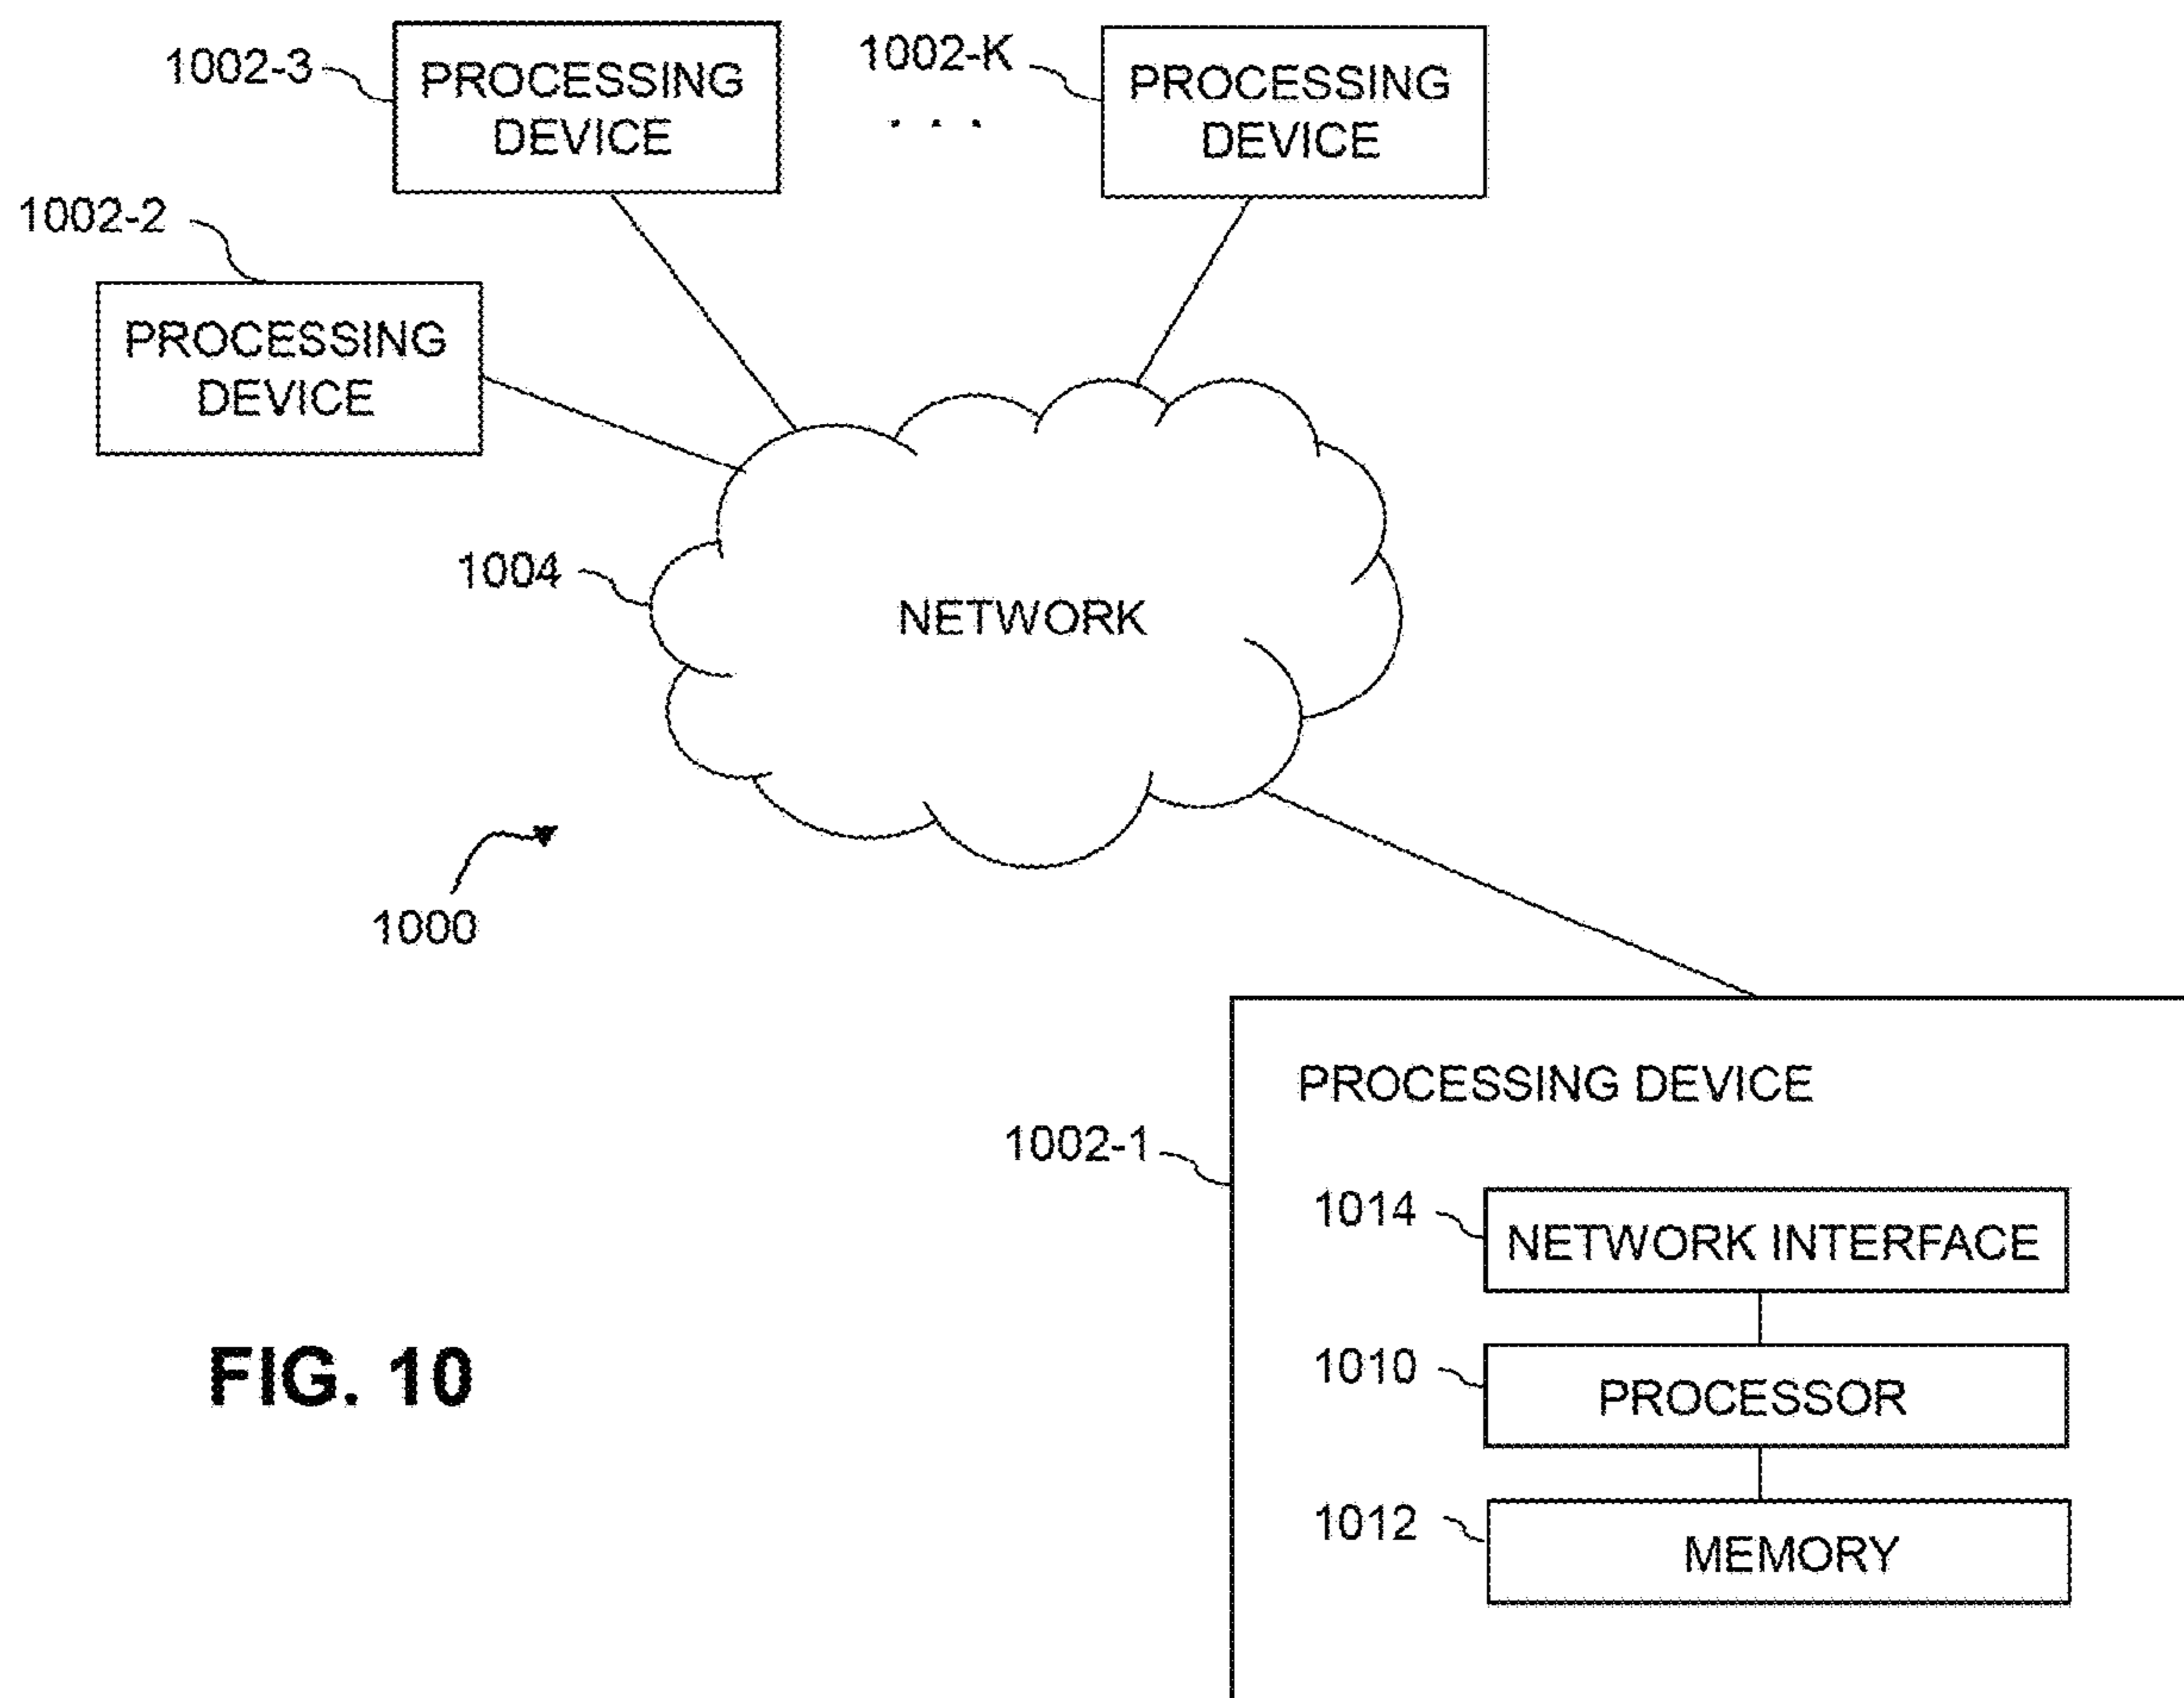 1002-3
PROCESSING
DEVICE
1002-K
. . .
PROCESSING
DEVICE
1002-2
PROCESSING
DEVICE
1004
NETWORK
1000
PROCESSING DEVICE
1002-1
1014
NETWORK INTERFACE
1010
PROCESSOR
1012
MEMORY
FIG. 10